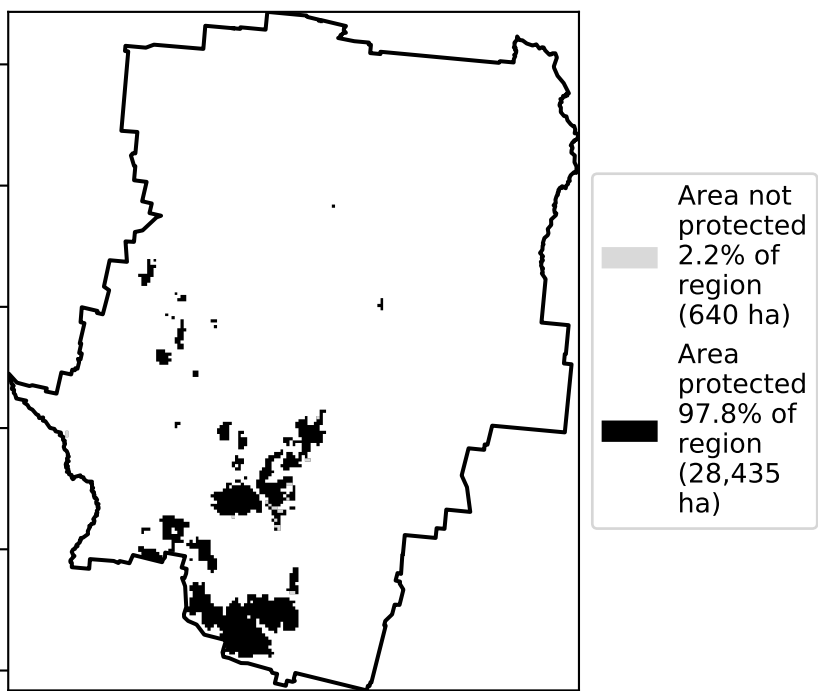 Area not
protected
2.2% of
region
(640 ha)
Area
protected
97.8% of
region
(28,435
ha)